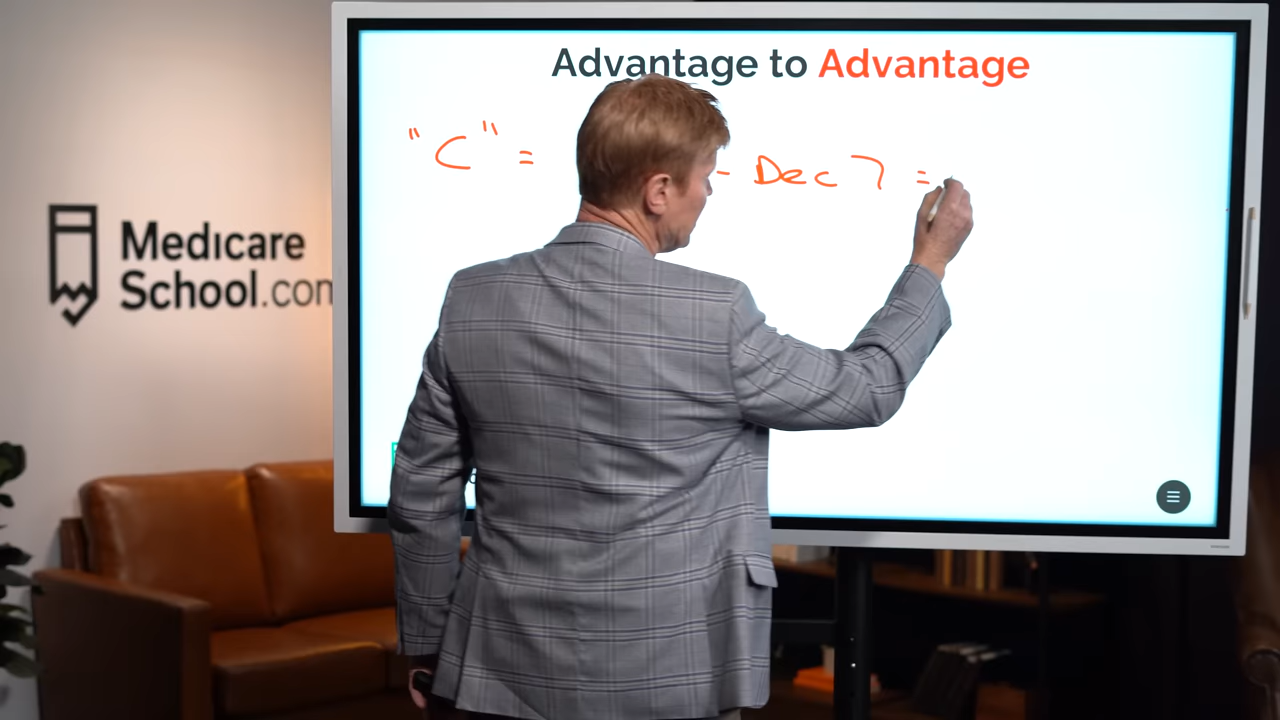 Advantage to Advantage
"C" = - Dec 7 =
Medicare
School.com